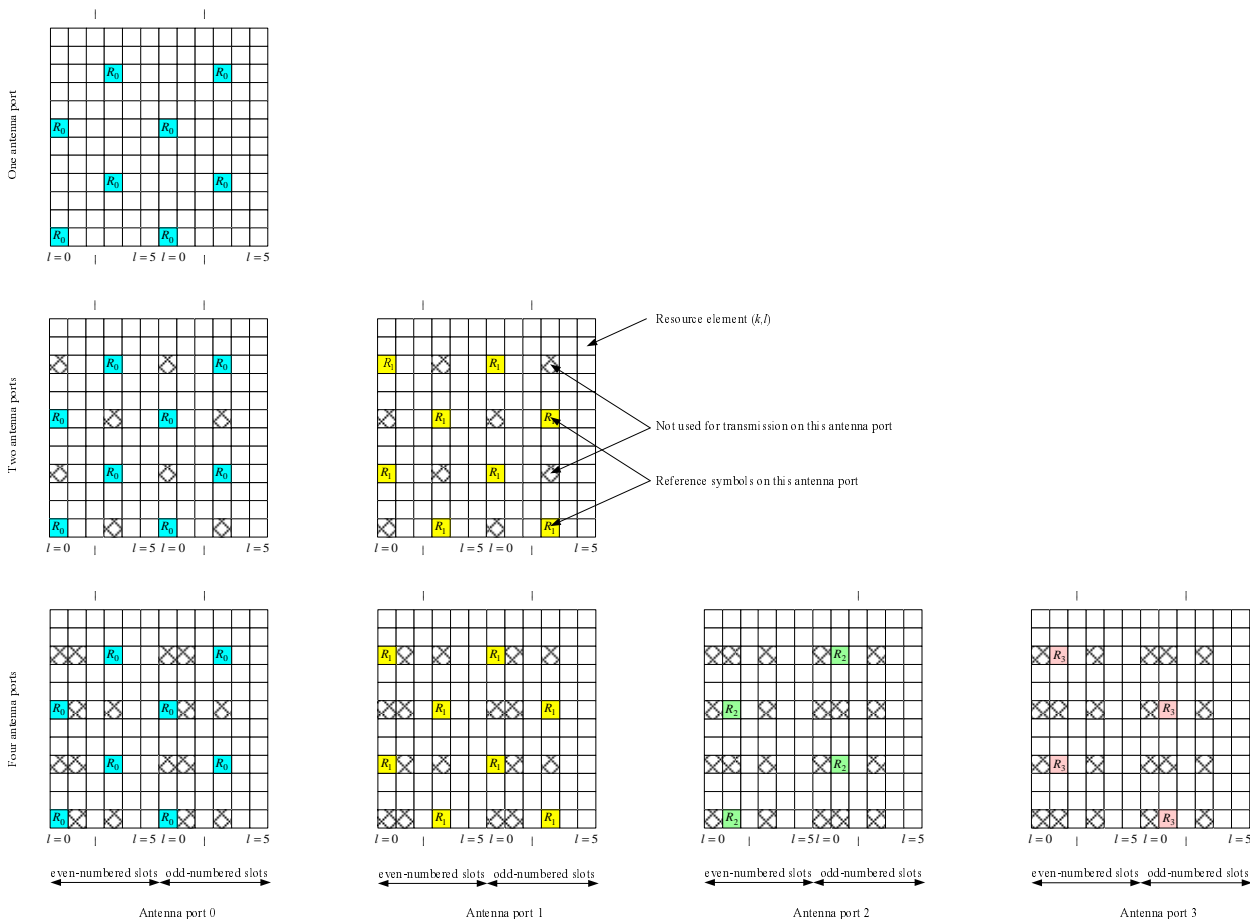 One antenna port
R0 R0
R0 R0
R0 R0
R0 R0
l = 0 l = 5 l = 0 l = 5
Two antenna ports
R0 R0
R0 R0
R0 R0
R0 R0
l = 0 l = 5 l = 0 l = 5
R1 R1
R1 R1
R1 R1
R1 R1
l = 0 l = 5 l = 0 l = 5
Resource element (k,l)
Not used for transmission on this antenna port
Reference symbols on this antenna port
Four antenna ports
R0 R0
R0 R0
R0 R0
R0 R0
l = 0 l = 5 l = 0 l = 5
even-numbered slots odd-numbered slots
Antenna port 0
R1 R1
R1 R1
R1 R1
R1 R1
l = 0 l = 5 l = 0 l = 5
even-numbered slots odd-numbered slots
Antenna port 1
R2
R2
R2
R2
l = 0 l = 5 l = 0 l = 5
even-numbered slots odd-numbered slots
Antenna port 2
R3
R3
R3
R3
l = 0 l = 5 l = 0 l = 5
even-numbered slots odd-numbered slots
Antenna port 3